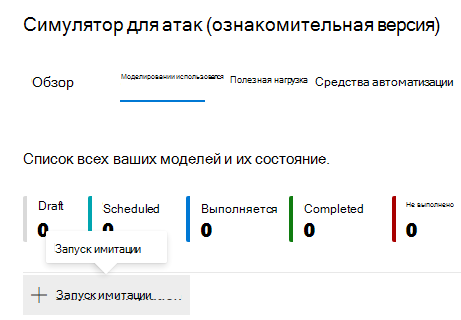 Симулятор для атак (ознакомительная версия)
Обзор
Моделировании использовался
Полезная нагрузка
Средства автоматизации
Список всех ваших моделей и их состояние.
Draft
Scheduled
Выполняется
Completed
Не выполнено
0
0
0
0
0
Запуск имитации
Запуск имитации